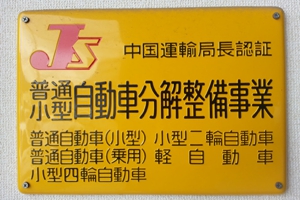 JS
中国運輸局長認証
普通
小型自動車分解整備事業
普通自動車(小型) 小型二輪自動車
普通自動車(乗用) 軽自動車
小型四輪自動車